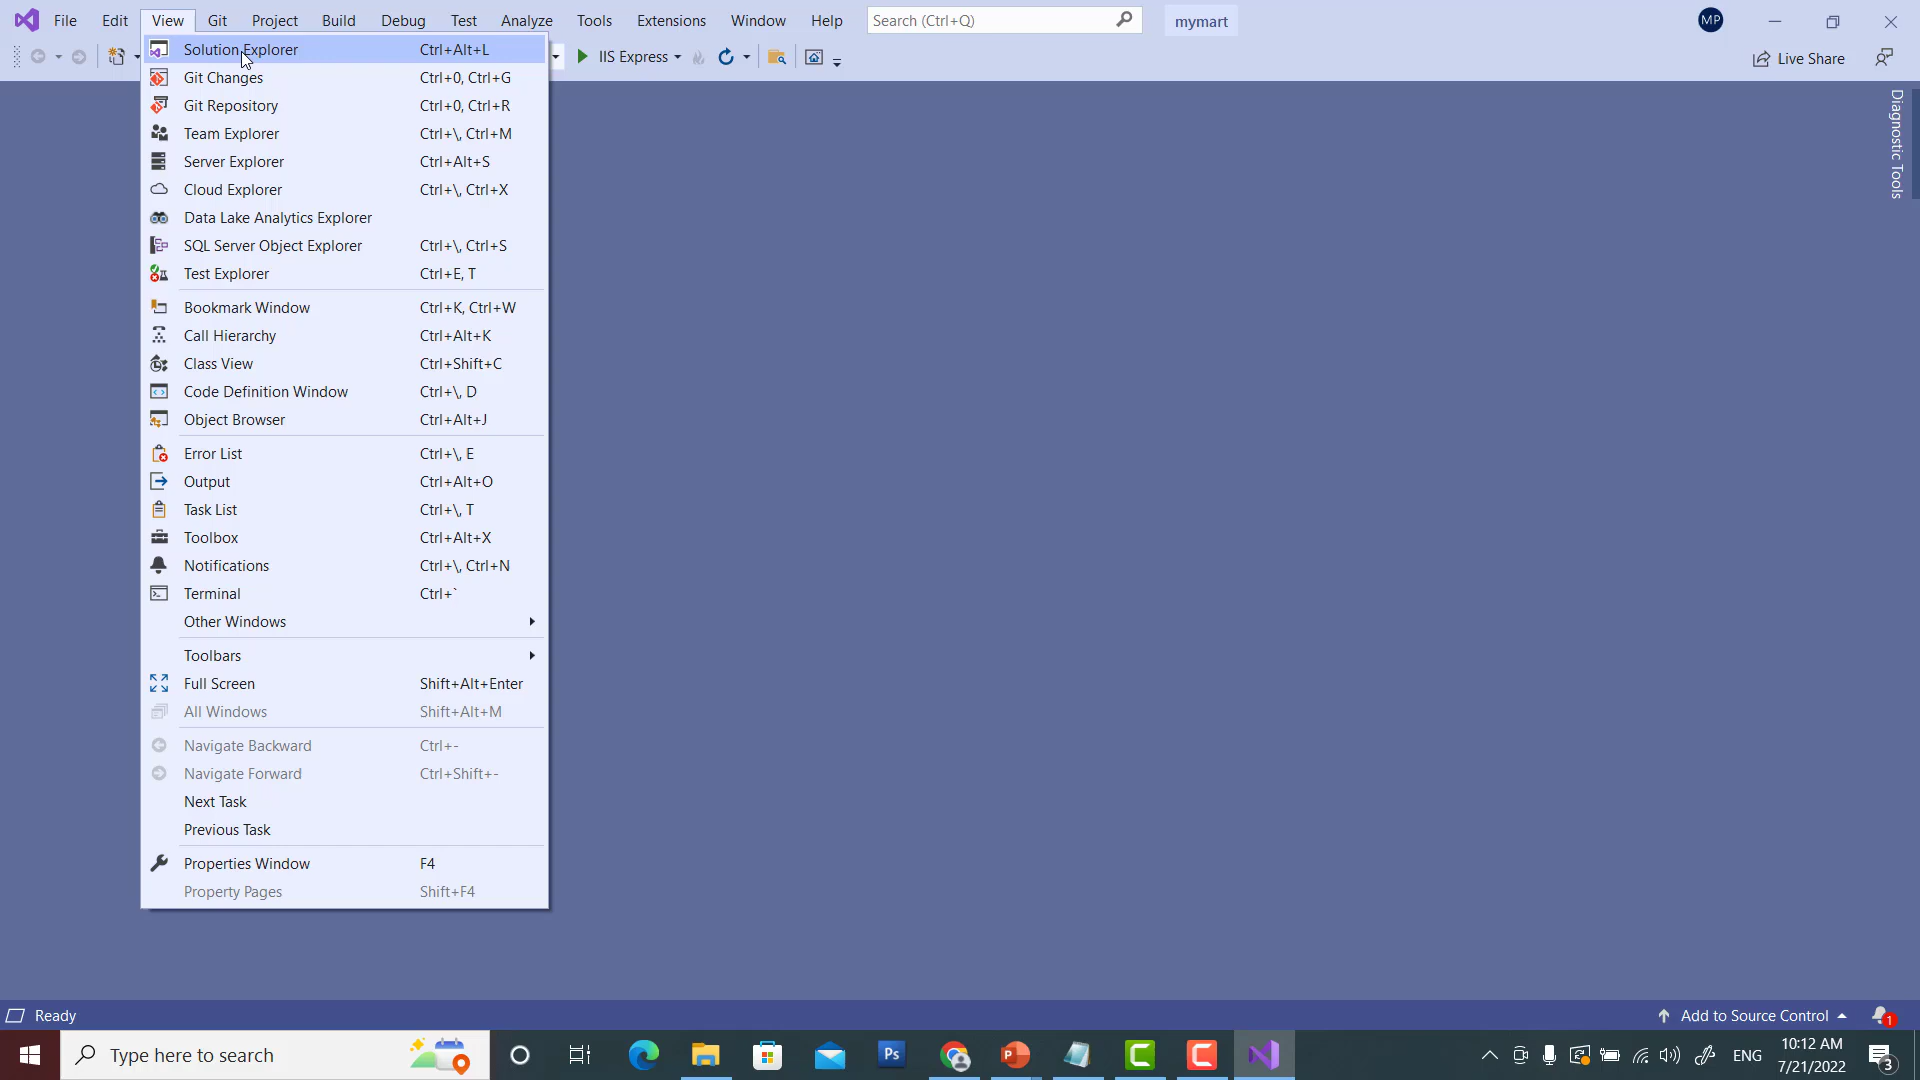 File Edit View Git Project Build Debug Test Analyze Tools Extensions Window Help Search (Ctrl+Q) mymart MP
IIS Express Live Share
Solution Explorer Ctrl+Alt+L
Git Changes Ctrl+0, Ctrl+G
Git Repository Ctrl+0, Ctrl+R
Team Explorer Ctrl+\, Ctrl+M
Server Explorer Ctrl+Alt+S
Cloud Explorer Ctrl+\, Ctrl+X
Data Lake Analytics Explorer
SQL Server Object Explorer Ctrl+\, Ctrl+S
Test Explorer Ctrl+E, T
Bookmark Window Ctrl+K, Ctrl+W
Call Hierarchy Ctrl+Alt+K
Class View Ctrl+Shift+C
Code Definition Window Ctrl+\, D
Object Browser Ctrl+Alt+J
Error List Ctrl+\, E
Output Ctrl+Alt+O
Task List Ctrl+\, T
Toolbox Ctrl+Alt+X
Notifications Ctrl+\, Ctrl+N
Terminal Ctrl+`
Other Windows
Toolbars
Full Screen Shift+Alt+Enter
All Windows Shift+Alt+M
Navigate Backward Ctrl+-
Navigate Forward Ctrl+Shift+-
Next Task
Previous Task
Properties Window F4
Property Pages Shift+F4
Diagnostic Tools
Ready Add to Source Control 1
Type here to search Ps P C C ENG 10:12 AM
7/21/2022 3